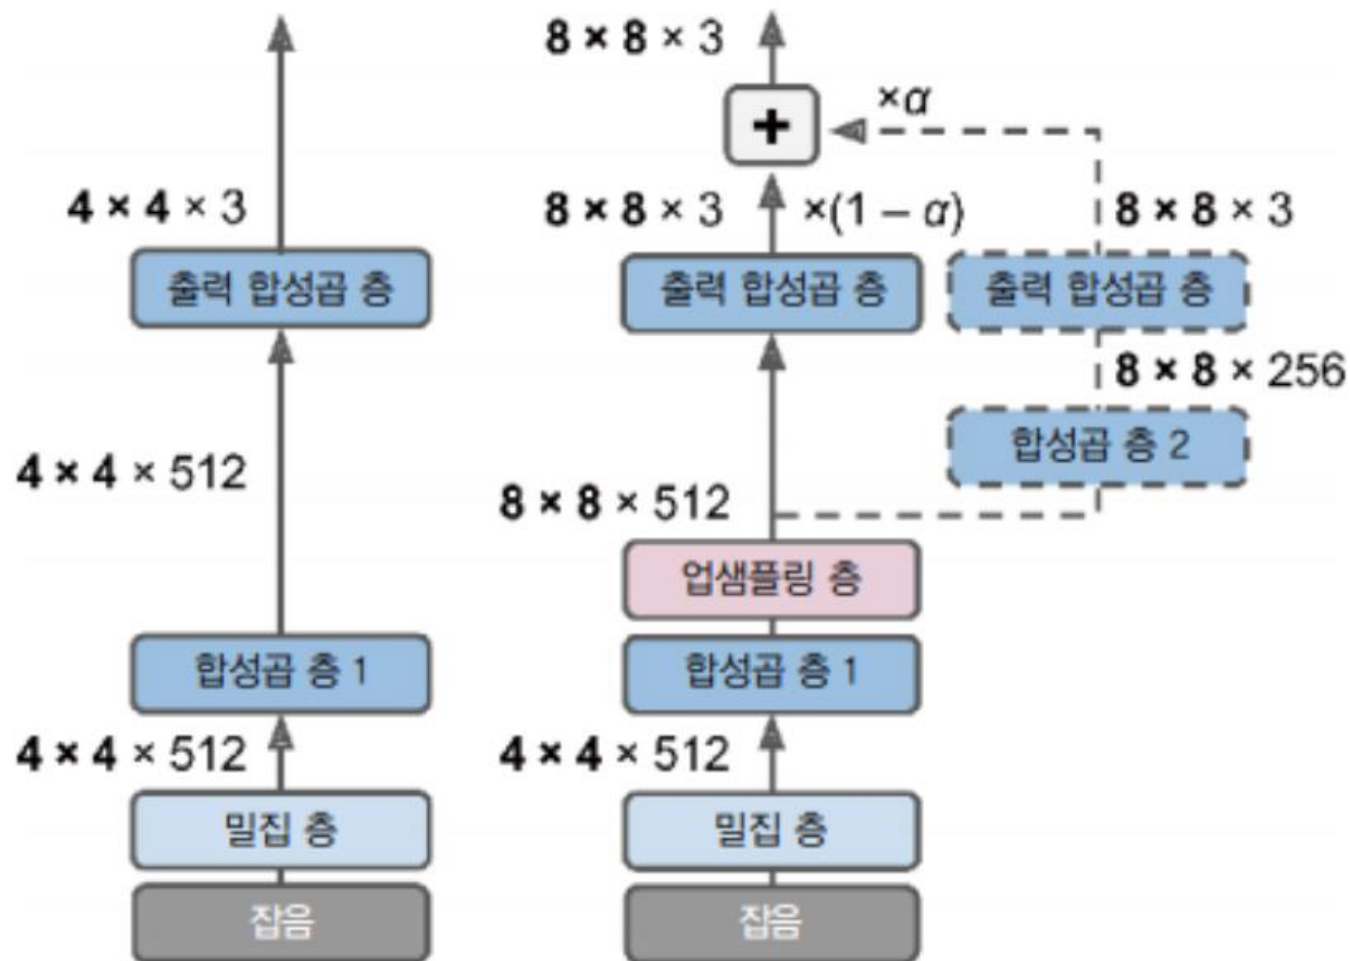 4 × 4 × 3
출력 합성곱 층
4 × 4 × 512
합성곱 층 1
4 × 4 × 512
밀집 층
잡음
8 × 8 × 3
+
×α
8 × 8 × 3
×(1 – α)
8 × 8 × 3
출력 합성곱 층
출력 합성곱 층
8 × 8 × 256
합성곱 층 2
8 × 8 × 512
업샘플링 층
합성곱 층 1
4 × 4 × 512
밀집 층
잡음